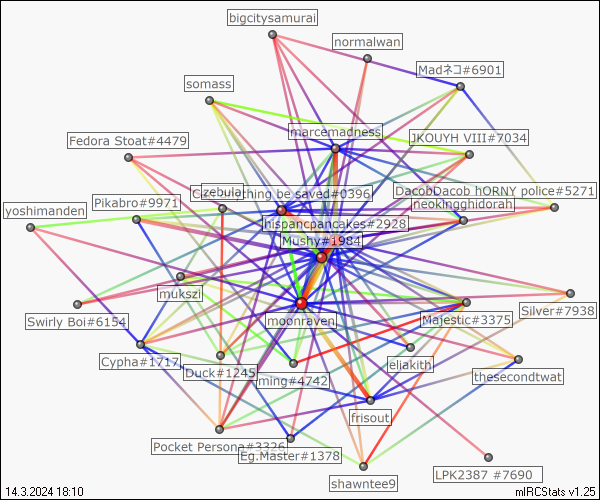 bigcitysamurai
normalwan
Madネコ#6901
somass
marcemadness
JKOUYH VIII#7034
Fedora Stoat#4479
zebulai
thing be saved#0396
DacobDacob hORNY police#5271
Pikabro#9971
neokingghidorah
yoshimanden
hispancpancakes#2928
Mushy#1984
mukszi
Silver#7938
Swirly Boi#6154
moonraven
Majestic#3375
Cypha#1717
Duck#1245
ming#4742
eliakith
thesecondtwat
frisout
Pocket Persona#3326
Eg.Master#1378
shawntee9
LPK2387 #7690
14.3.2024 18:10
mIRCStats v1.25